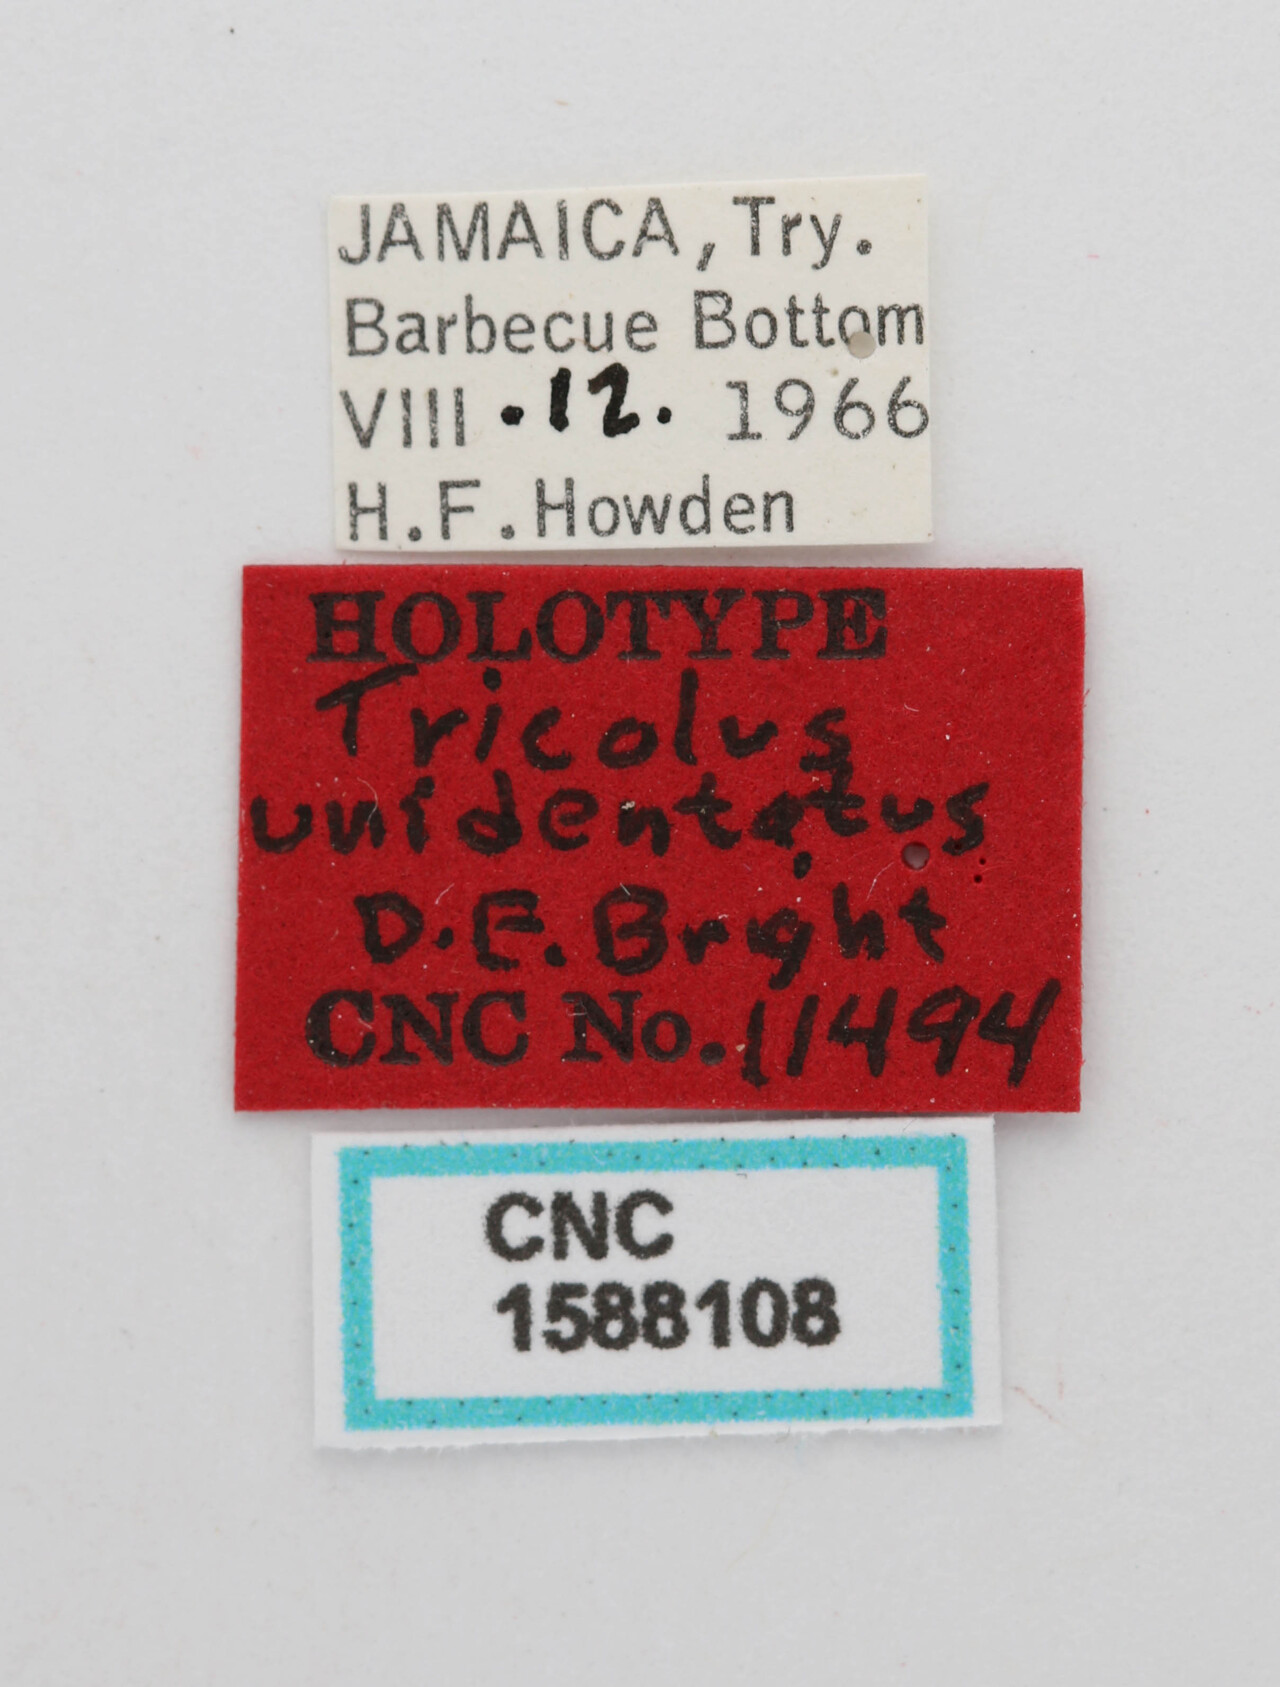 JAMAICA, Try.
Barbecue Bottom
VIII .12. 1966
H.F. Howden
HOLOTYPE
Tricolus
unidentatus
D.E. Bright
CNC No. 11494
CNC
1588108